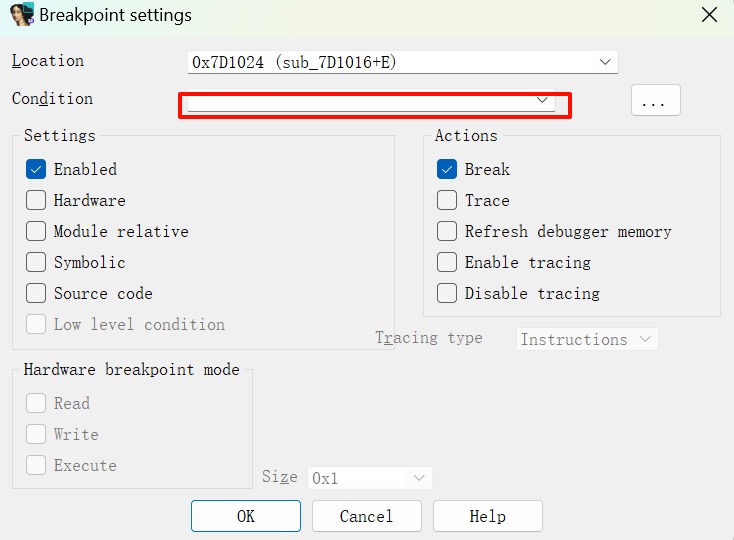 Breakpoint settings
Location 0x7D1024 (sub_7D1016+E)
Condition ...
Settings
Enabled
Hardware
Module relative
Symbolic
Source code
Low level condition
Actions
Break
Trace
Refresh debugger memory
Enable tracing
Disable tracing
Tracing type Instructions
Hardware breakpoint mode
Read
Write
Execute
Size 0x1
OK Cancel Help